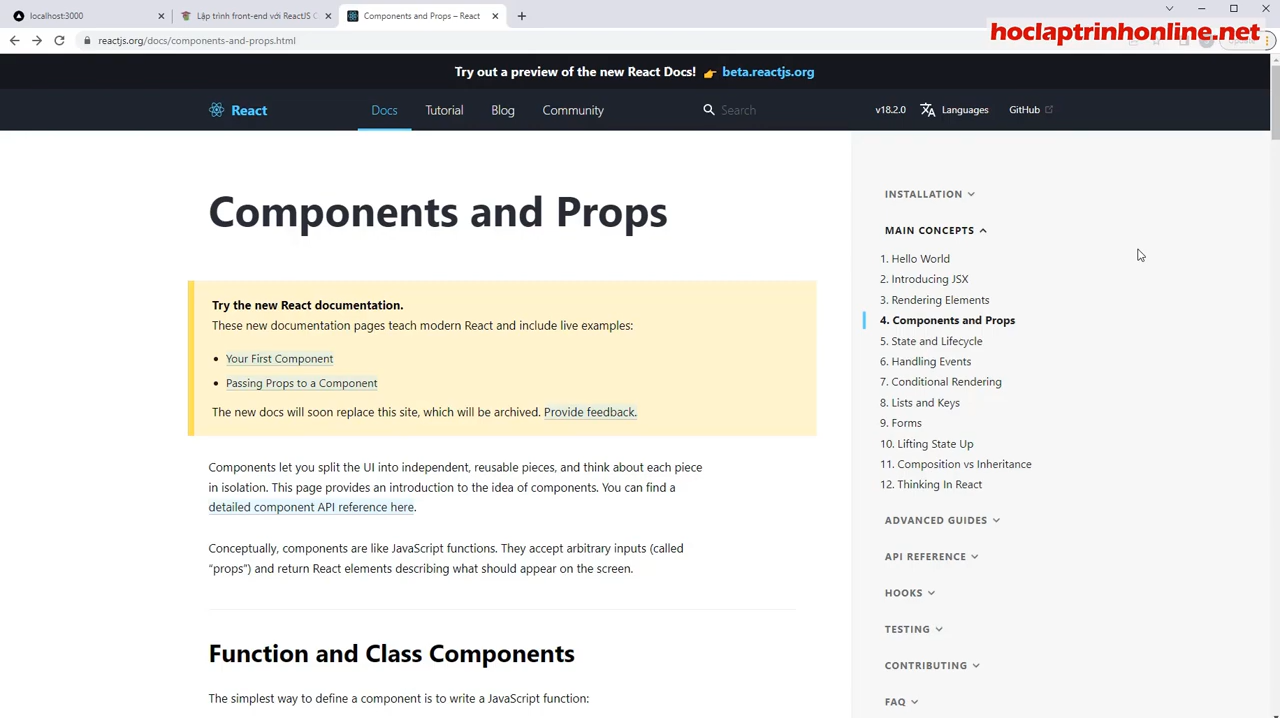 localhost:3000
Lập trình front-end với ReactJS C
Components and Props – React
hoclaptrinhonline.net
reactjs.org/docs/components-and-props.html
Try out a preview of the new React Docs! 👉 beta.reactjs.org
React
Docs
Tutorial
Blog
Community
Search
v18.2.0
Languages
GitHub
Components and Props
Try the new React documentation.
These new documentation pages teach modern React and include live examples:
• Your First Component
• Passing Props to a Component
The new docs will soon replace this site, which will be archived. Provide feedback.
Components let you split the UI into independent, reusable pieces, and think about each piece
in isolation. This page provides an introduction to the idea of components. You can find a
detailed component API reference here.
Conceptually, components are like JavaScript functions. They accept arbitrary inputs (called
“props”) and return React elements describing what should appear on the screen.
Function and Class Components
The simplest way to define a component is to write a JavaScript function:
INSTALLATION
MAIN CONCEPTS
1. Hello World
2. Introducing JSX
3. Rendering Elements
4. Components and Props
5. State and Lifecycle
6. Handling Events
7. Conditional Rendering
8. Lists and Keys
9. Forms
10. Lifting State Up
11. Composition vs Inheritance
12. Thinking In React
ADVANCED GUIDES
API REFERENCE
HOOKS
TESTING
CONTRIBUTING
FAQ